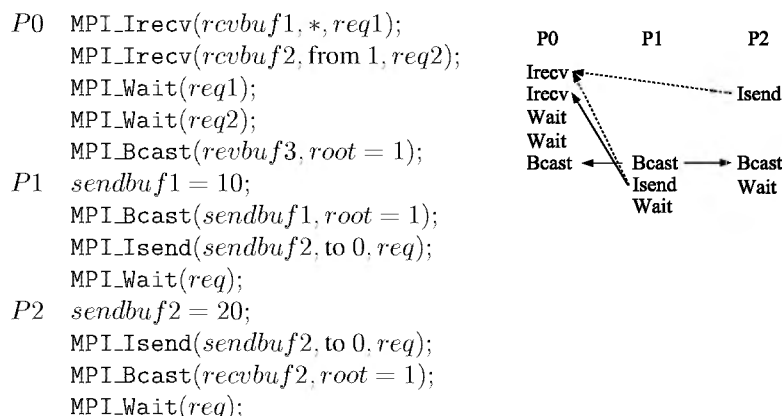 P0 MPI_Irecv(rcvbuf1, *, req1);
MPI_Irecv(rcvbuf2, from 1, req2);
MPI_Wait(req1);
MPI_Wait(req2);
MPI_Bcast(revbuf3, root = 1);
P1 sendbuf1 = 10;
MPI_Bcast(sendbuf1, root = 1);
MPI_Isend(sendbuf2, to 0, req);
MPI_Wait(req);
P2 sendbuf2 = 20;
MPI_Isend(sendbuf2, to 0, req);
MPI_Bcast(recvbuf2, root = 1);
MPI_Wait(req);
P0 P1 P2
Irecv
Irecv Isend
Wait
Wait
Bcast Bcast Bcast
Isend Wait
Wait